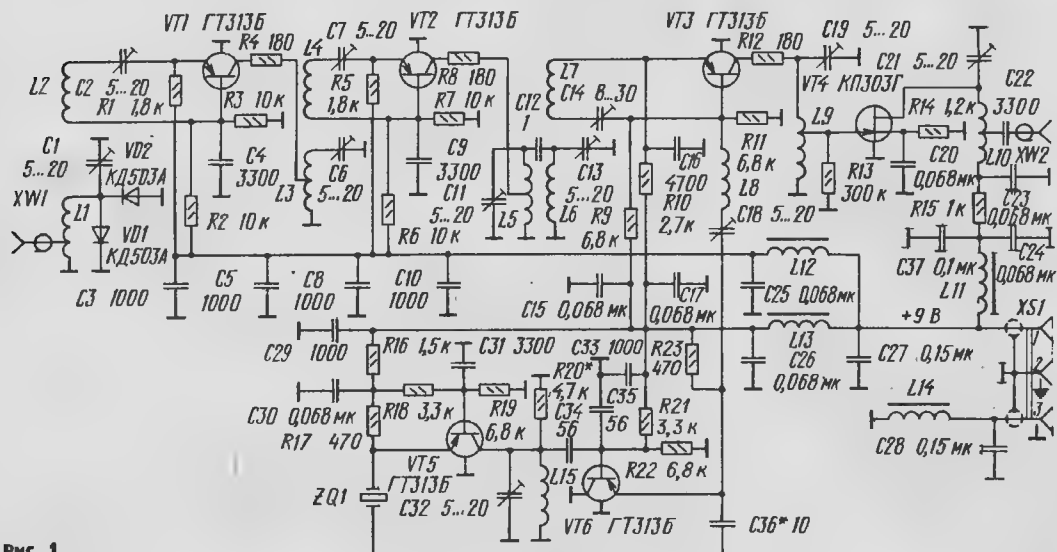 VT1 ГТ313Б
C7 5...20
VT2 ГТ313Б
VT3 ГТ313Б
C19 5...20
R4 180
L4
R8 180
R12 180
C21 5...20
L2
C2 5...20
R1 1,8 к
R3 10 к
R5 1,8 к
R7 10 к
L7
C14 8...30
VT4 КП303Г
C22 3300
R14 1,2 к
C12 1
L9
L10
XW2
C1 5...20
VD2 КД503А
C4 3300
L3
C6 5...20
C9 3300
C11 5...20
C13 5...20
C16 4700
R11 6,8 к
C20 0,068 мк
XW1
L1
VD1 КД503А
R2 10 к
R6 10 к
L5
L6
R9 6,8 к
R10 2,7 к
L8
C18 5...20
R13 300 к
R15 1 к
C23 0,068 мк
C3 1000
C5 1000
C8 1000
C10 1000
L12
C37 0,1 мк
C24 0,068 мк
L11
C15 0,068 мк
C17 0,068 мк
C25 0,068 мк
+9 В
XS1
C29 1000
R16 1,5 к
C31 3300
C33 1000
R23 470
L13
C26 0,068 мк
C27 0,15 мк
1
2
3
R20* 4,7 к
C35 56
C30 0,068 мк
R18 3,3 к
R19 6,8 к
C34 56
R21 3,3 к
L14
R17 470
VT5 ГТ313Б
L15
R22 6,8 к
C28 0,15 мк
ZQ1
C32 5...20
VT6 ГТ313Б
C36* 10
Рис. 1